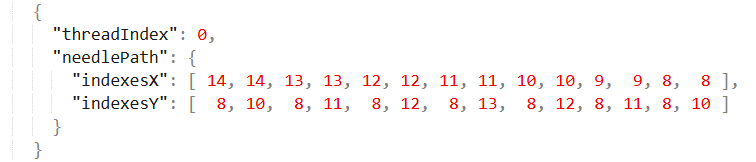 {
"threadIndex": 0,
"needlePath": {
"indexesX": [ 14, 14, 13, 13, 12, 12, 11, 11, 10, 10, 9,  9, 8,  8 ],
"indexesY": [  8, 10,  8, 11,  8, 12,  8, 13,  8, 12, 8, 11, 8, 10 ]
}
}